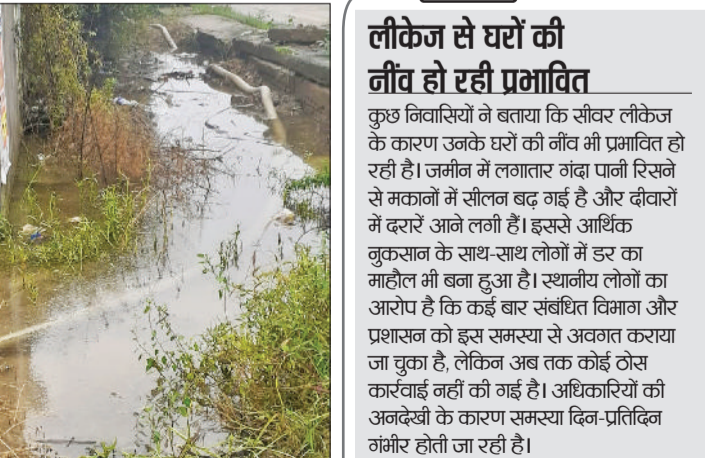 लीकेज से घरों की
नींव हो रही प्रभावित
कुछ निवासियों ने बताया कि सीवर लीकेज
के कारण उनके घरों की नींव भी प्रभावित हो
रही है। जमीन में लगातार गंदा पानी रिसने
से मकानों में सीलन बढ़ गई है और दीवारों
में दरारें आने लगी हैं। इससे आर्थिक
नुकसान के साथ-साथ लोगों में डर का
माहौल भी बना हुआ है। स्थानीय लोगों का
आरोप है कि कई बार संबंधित विभाग और
प्रशासन को इस समस्या से अवगत कराया
जा चुका है, लेकिन अब तक कोई ठोस
कार्रवाई नहीं की गई है। अधिकारियों की
अनदेखी के कारण समस्या दिन-प्रतिदिन
गंभीर होती जा रही है।